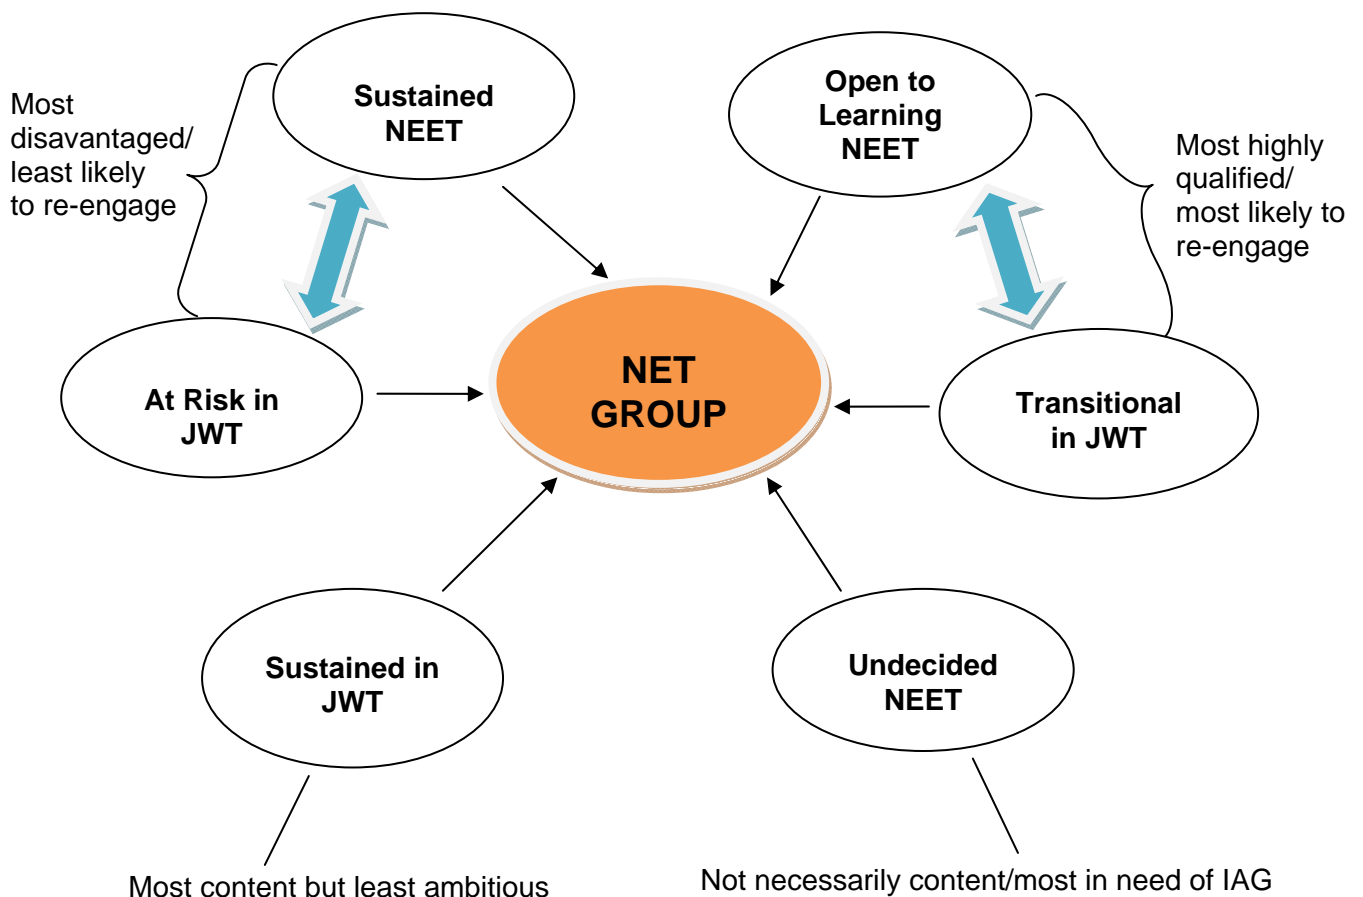 Most
disavantaged/
least likely
to re-engage
Sustained
NEET
Open to
Learning
NEET
Most highly
qualified/
most likely to
re-engage
At Risk in
JWT
NET
GROUP
Transitional
in JWT
Sustained in
JWT
Undecided
NEET
Most content but least ambitious
Not necessarily content/most in need of IAG